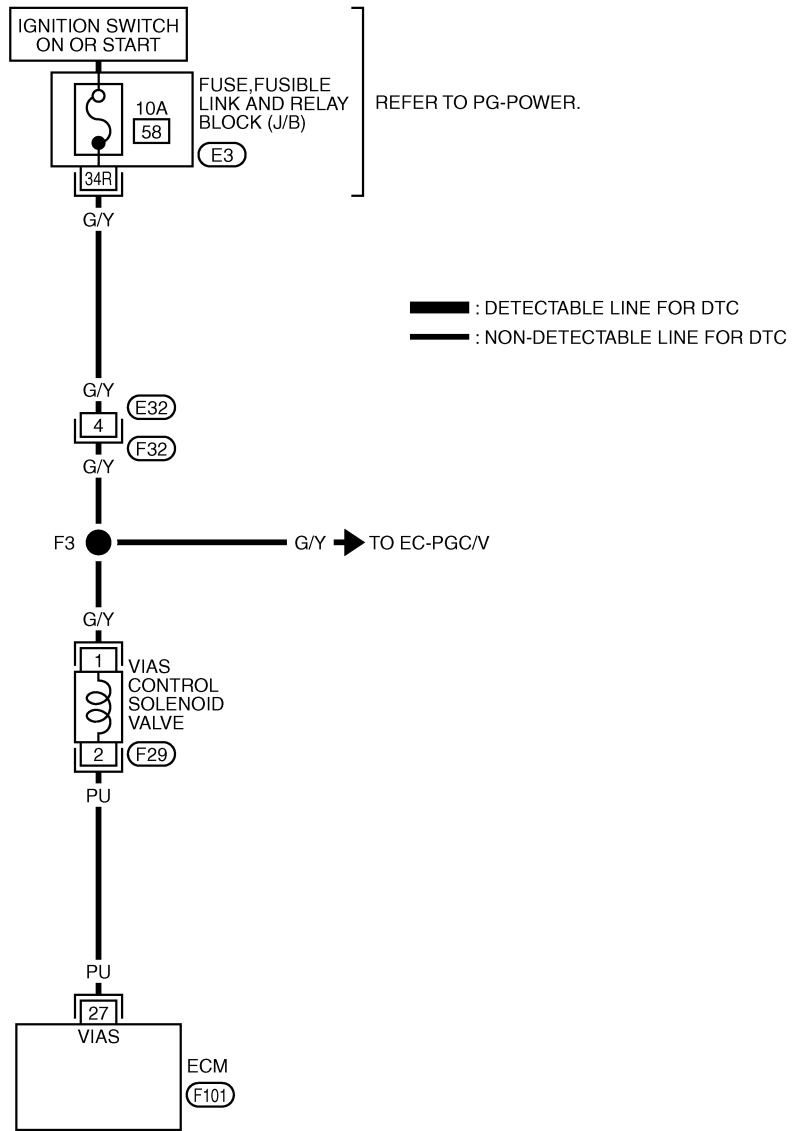 IGNITION SWITCH
ON OR START
10A
58
FUSE,FUSIBLE
LINK AND RELAY
BLOCK (J/B)
E3
REFER TO PG-POWER.
34R
G/Y
: DETECTABLE LINE FOR DTC
: NON-DETECTABLE LINE FOR DTC
G/Y
E32
4
F32
G/Y
F3
G/Y
TO EC-PGC/V
G/Y
1
VIAS
CONTROL
SOLENOID
VALVE
2
F29
PU
PU
27
VIAS
ECM
F101